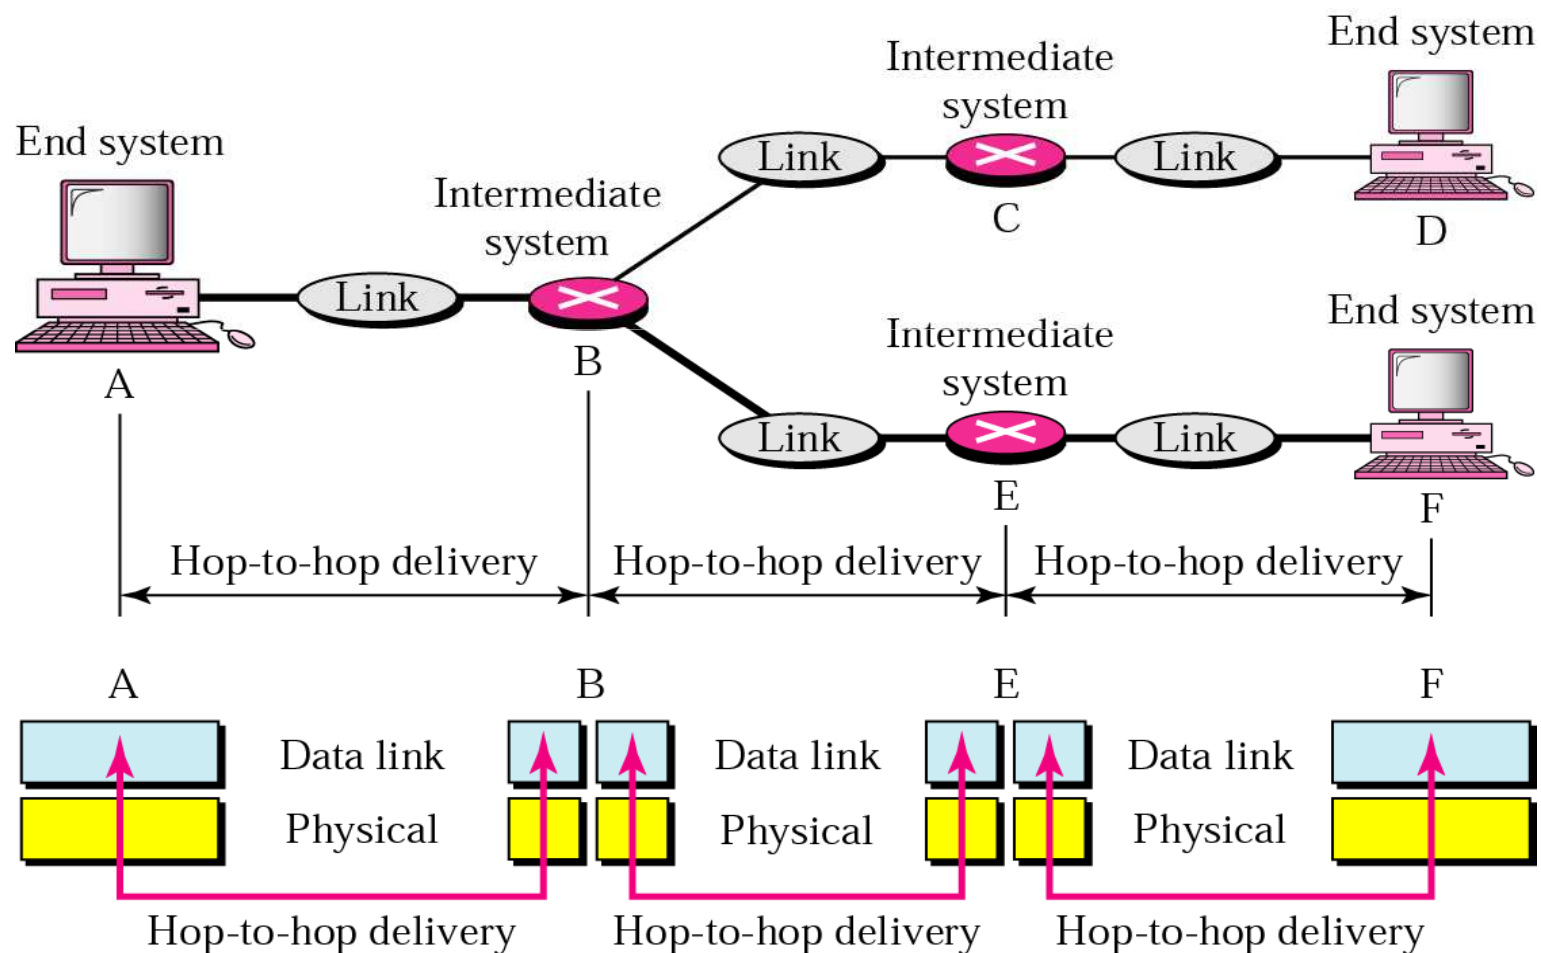 End system
Intermediate
system
End system
Link
Link
C
D
Intermediate
system
Link
B
A
Intermediate
system
End system
Link
Link
E
F
Hop-to-hop delivery
Hop-to-hop delivery
Hop-to-hop delivery
A
B
E
F
Data link
Data link
Data link
Physical
Physical
Physical
Hop-to-hop delivery
Hop-to-hop delivery
Hop-to-hop delivery